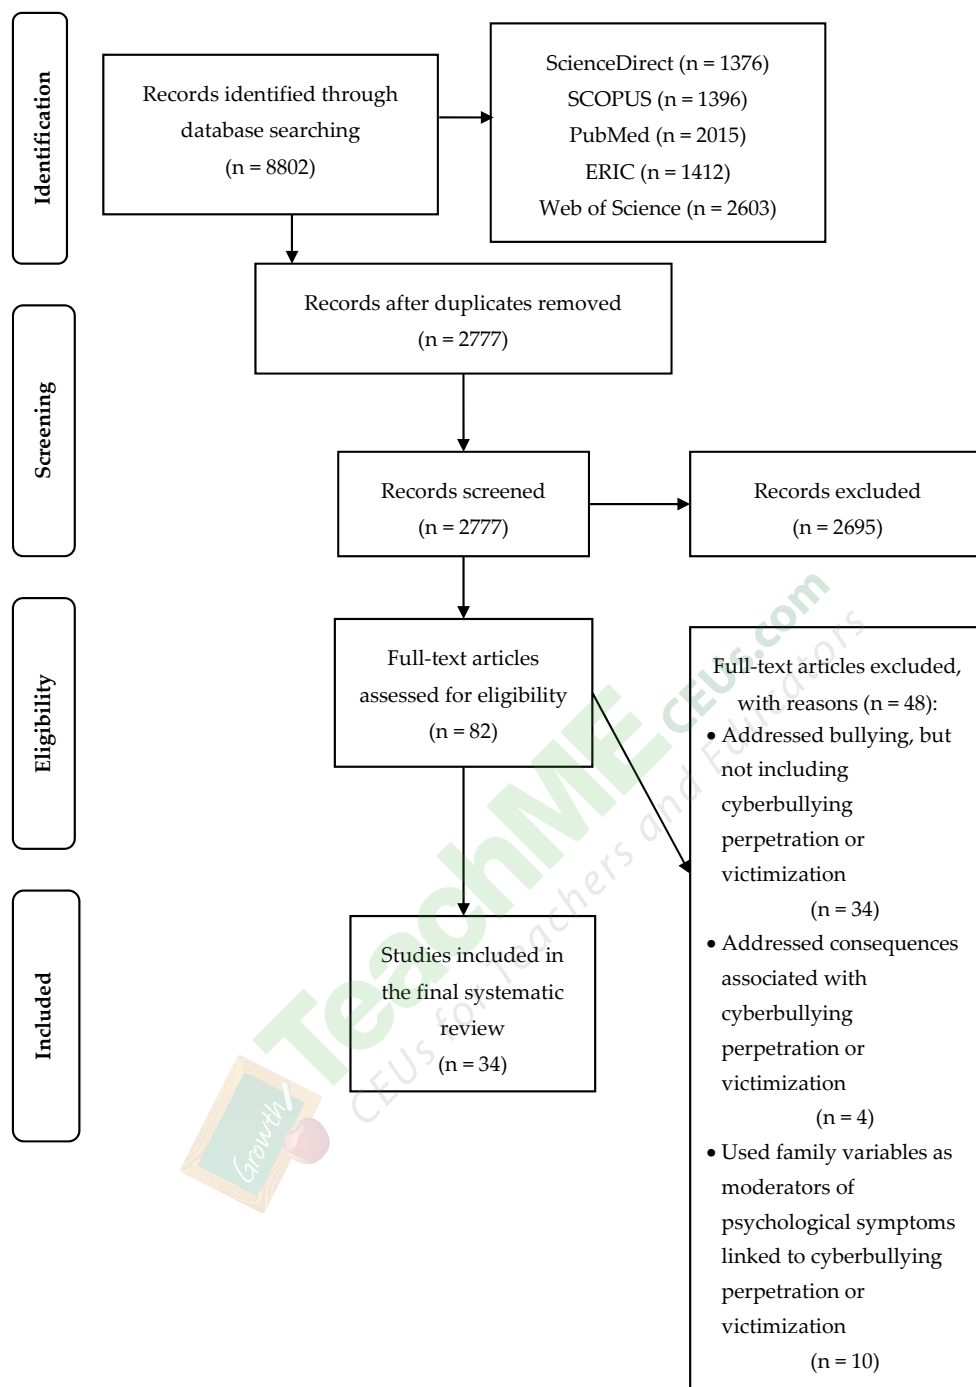 Identification
Records identified through
database searching
(n = 8802)
ScienceDirect (n = 1376)
SCOPUS (n = 1396)
PubMed (n = 2015)
ERIC (n = 1412)
Web of Science (n = 2603)
Records after duplicates removed
(n = 2777)
Screening
Records screened
(n = 2777)
Records excluded
(n = 2695)
Eligibility
Full-text articles
assessed for eligibility
(n = 82)
Full-text articles excluded,
with reasons (n = 48):
• Addressed bullying, but
not including
cyberbullying
perpetration or
victimization
(n = 34)
• Addressed consequences
associated with
cyberbullying
perpetration or
victimization
(n = 4)
• Used family variables as
moderators of
psychological symptoms
linked to cyberbullying
perpetration or
victimization
(n = 10)
Included
Studies included in
the final systematic
review
(n = 34)
TeachME CEUs.com
CEUs for Teachers and Educators
Growth